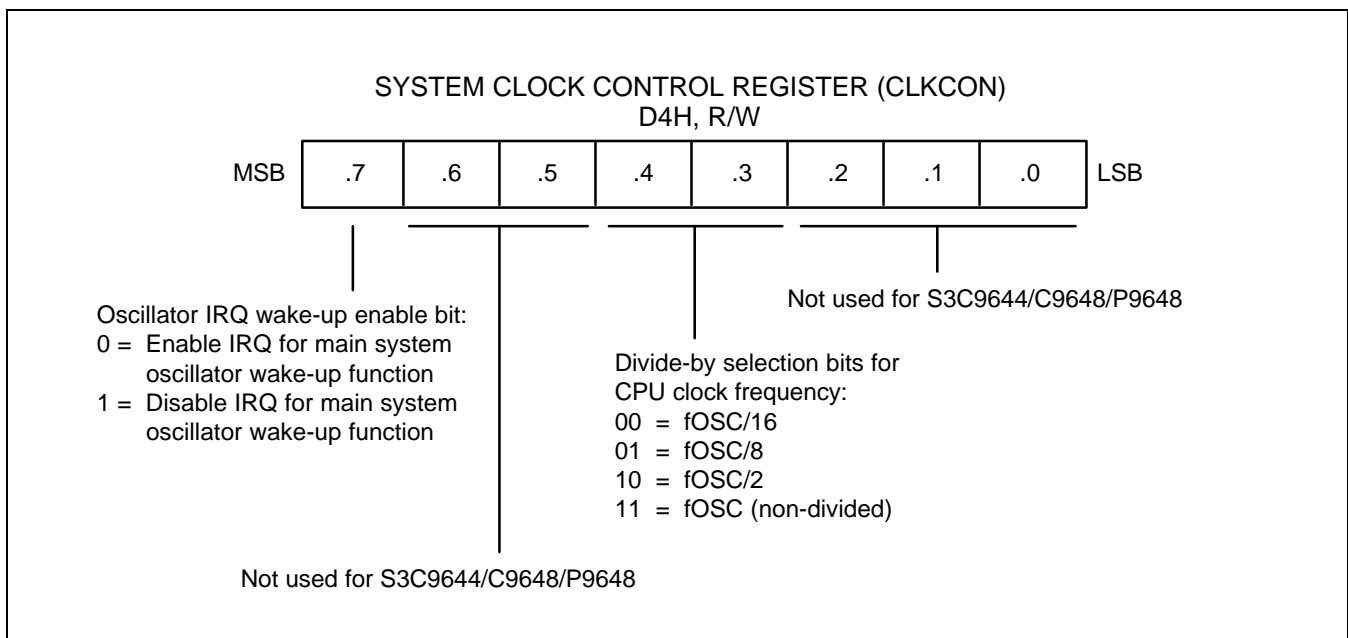 SYSTEM CLOCK CONTROL REGISTER (CLKCON)
D4H, R/W
MSB .7 .6 .5 .4 .3 .2 .1 .0 LSB
Oscillator IRQ wake-up enable bit:
0 = Enable IRQ for main system
oscillator wake-up function
1 = Disable IRQ for main system
oscillator wake-up function
Not used for S3C9644/C9648/P9648
Divide-by selection bits for
CPU clock frequency:
00 = fOSC/16
01 = fOSC/8
10 = fOSC/2
11 = fOSC (non-divided)
Not used for S3C9644/C9648/P9648